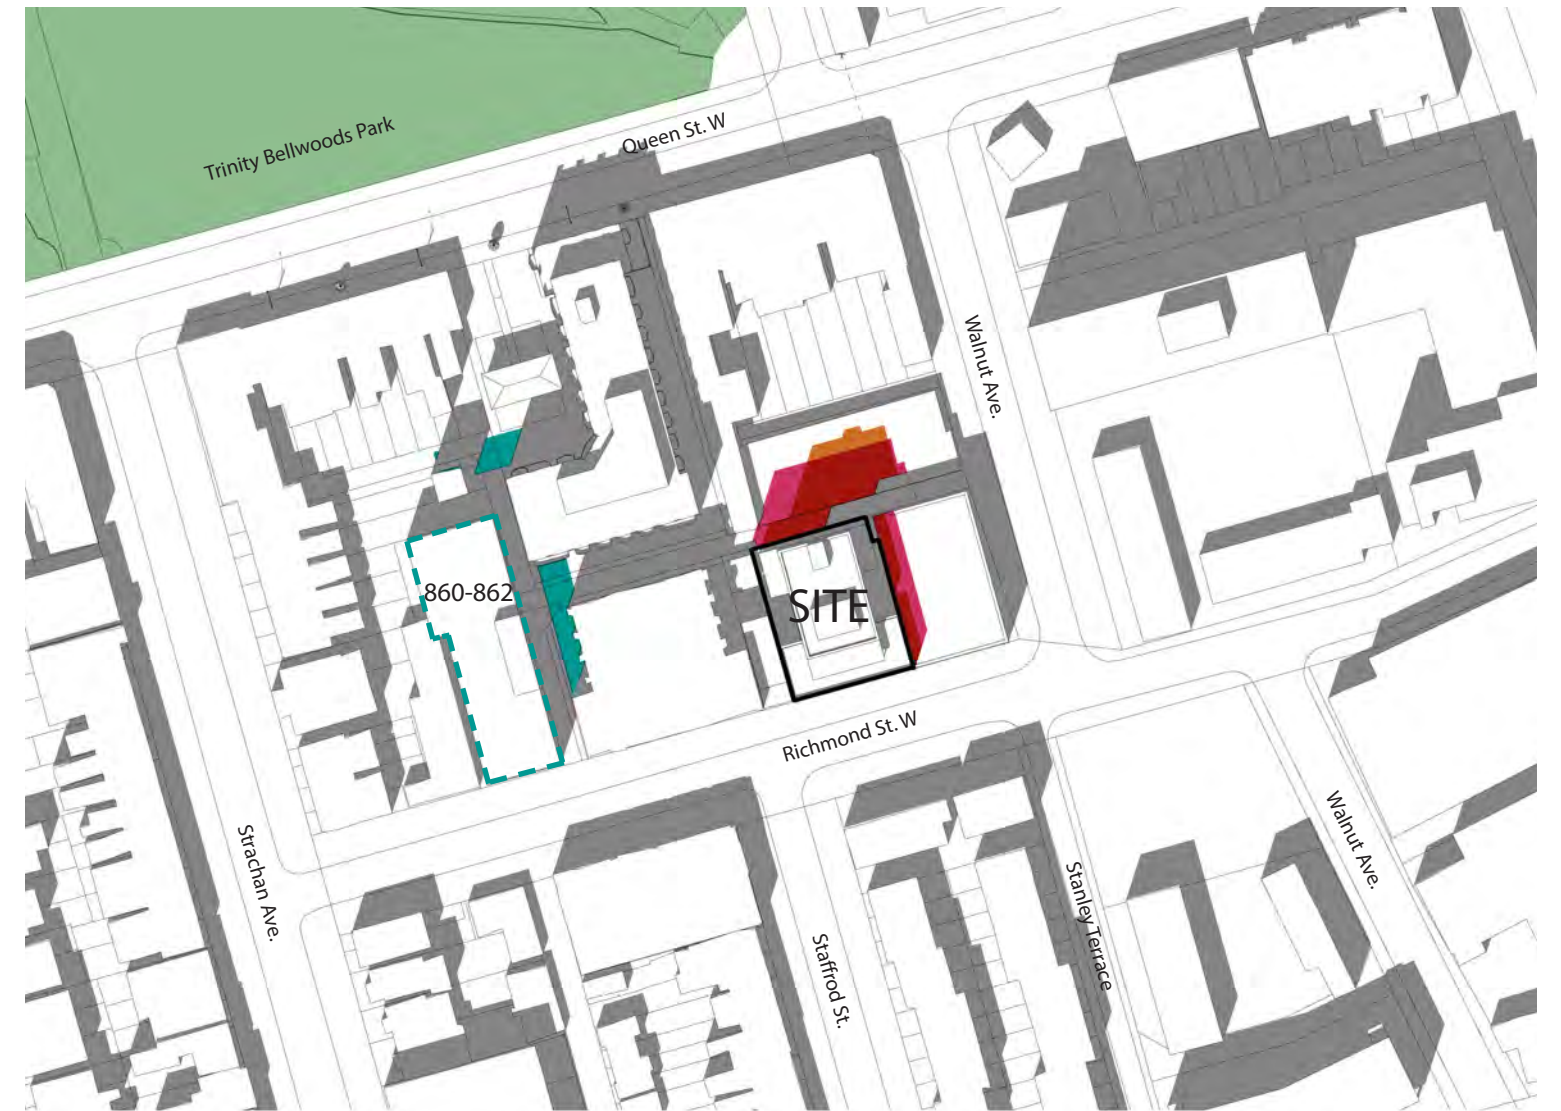 Trinity Bellwoods Park
Queen St. W
Walnut Ave.
860-862
SITE
Richmond St. W
Strachan Ave.
Staffrod St.
Stanley Terrace
Walnut Ave.